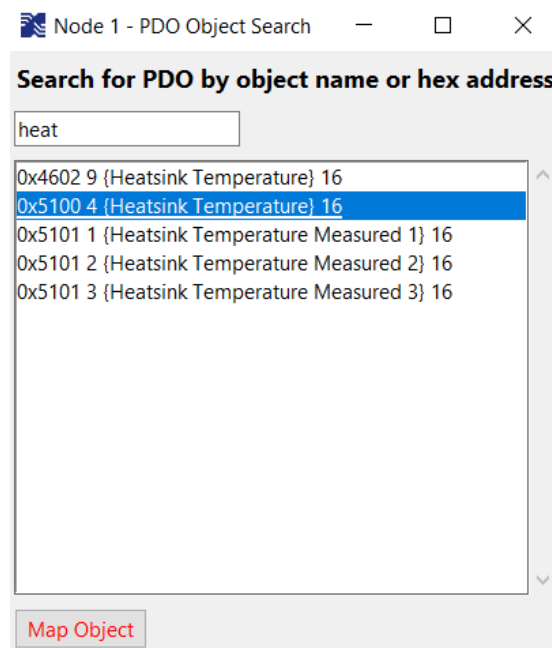 Node 1 - PDO Object Search
Search for PDO by object name or hex address
heat
0x4602 9 {Heatsink Temperature} 16
0x5100 4 {Heatsink Temperature} 16
0x5101 1 {Heatsink Temperature Measured 1} 16
0x5101 2 {Heatsink Temperature Measured 2} 16
0x5101 3 {Heatsink Temperature Measured 3} 16
Map Object